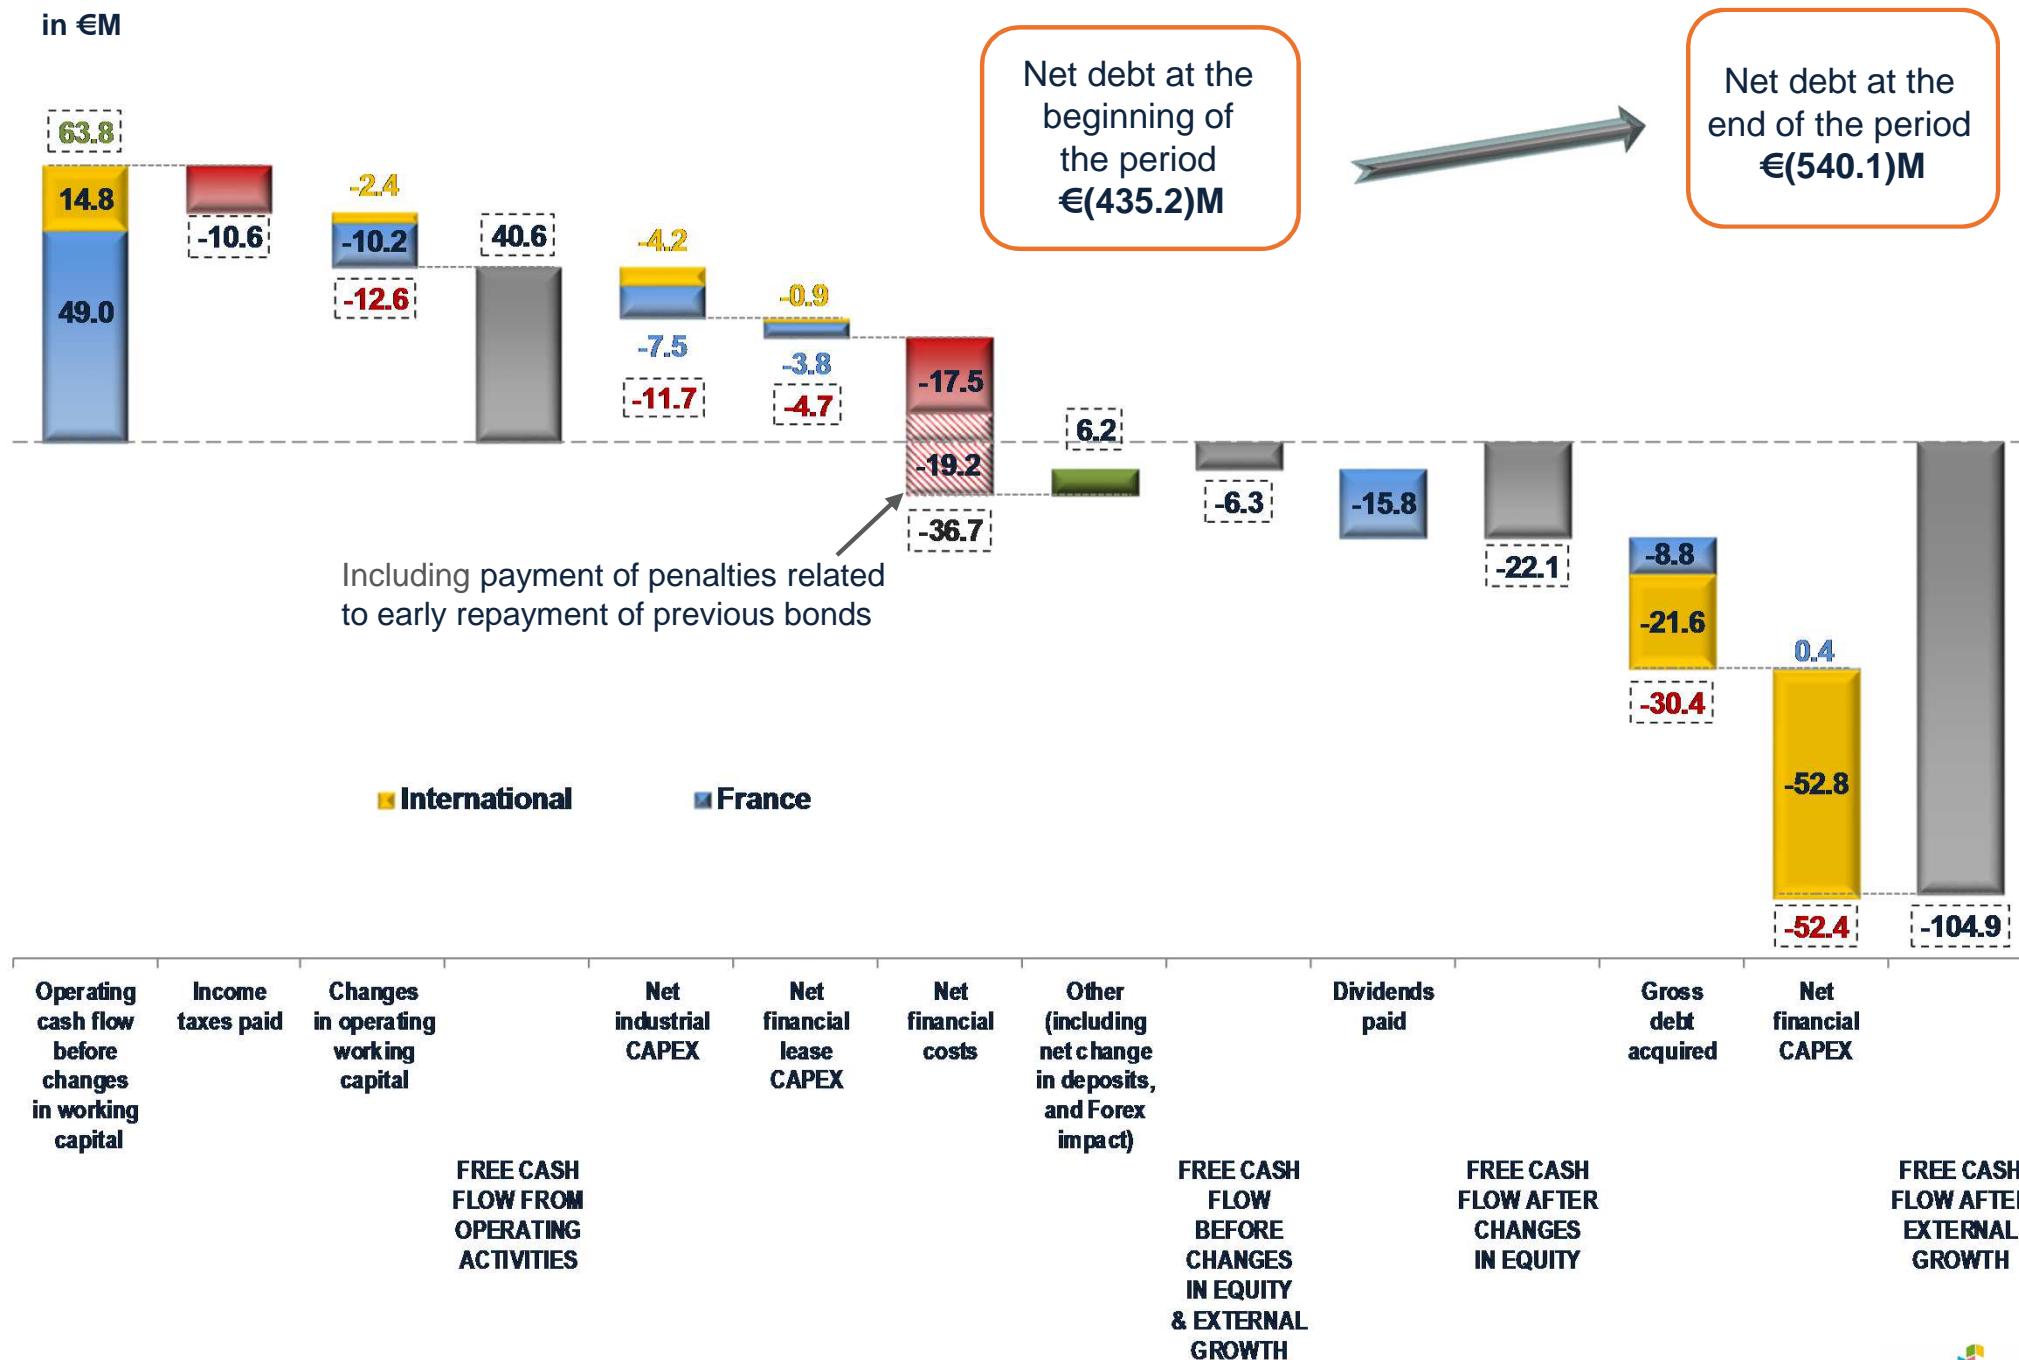 in €M
Net debt at the
beginning of
the period
€(435.2)M
Net debt at the
end of the period
€(540.1)M
63.8
14.8
49.0
-10.6
-2.4
-10.2
-12.6
40.6
-4.2
-7.5
-11.7
-0.9
-3.8
-4.7
-17.5
-19.2
-36.7
6.2
-6.3
-15.8
-22.1
-8.8
-21.6
-30.4
0.4
-52.8
-52.4
-104.9
Including payment of penalties related
to early repayment of previous bonds
International
France
Operating
cash flow
before
changes
in working
capital
Income
taxes paid
Changes
in operating
working
capital
FREE CASH
FLOW FROM
OPERATING
ACTIVITIES
Net
industrial
CAPEX
Net
financial
lease
CAPEX
Net
financial
costs
Other
(including
net change
in deposits,
and Forex
impact)
FREE CASH
FLOW
BEFORE
CHANGES
IN EQUITY
& EXTERNAL
GROWTH
Dividends
paid
FREE CASH
FLOW AFTER
CHANGES
IN EQUITY
Gross
debt
acquired
Net
financial
CAPEX
FREE CASH
FLOW AFTER
EXTERNAL
GROWTH